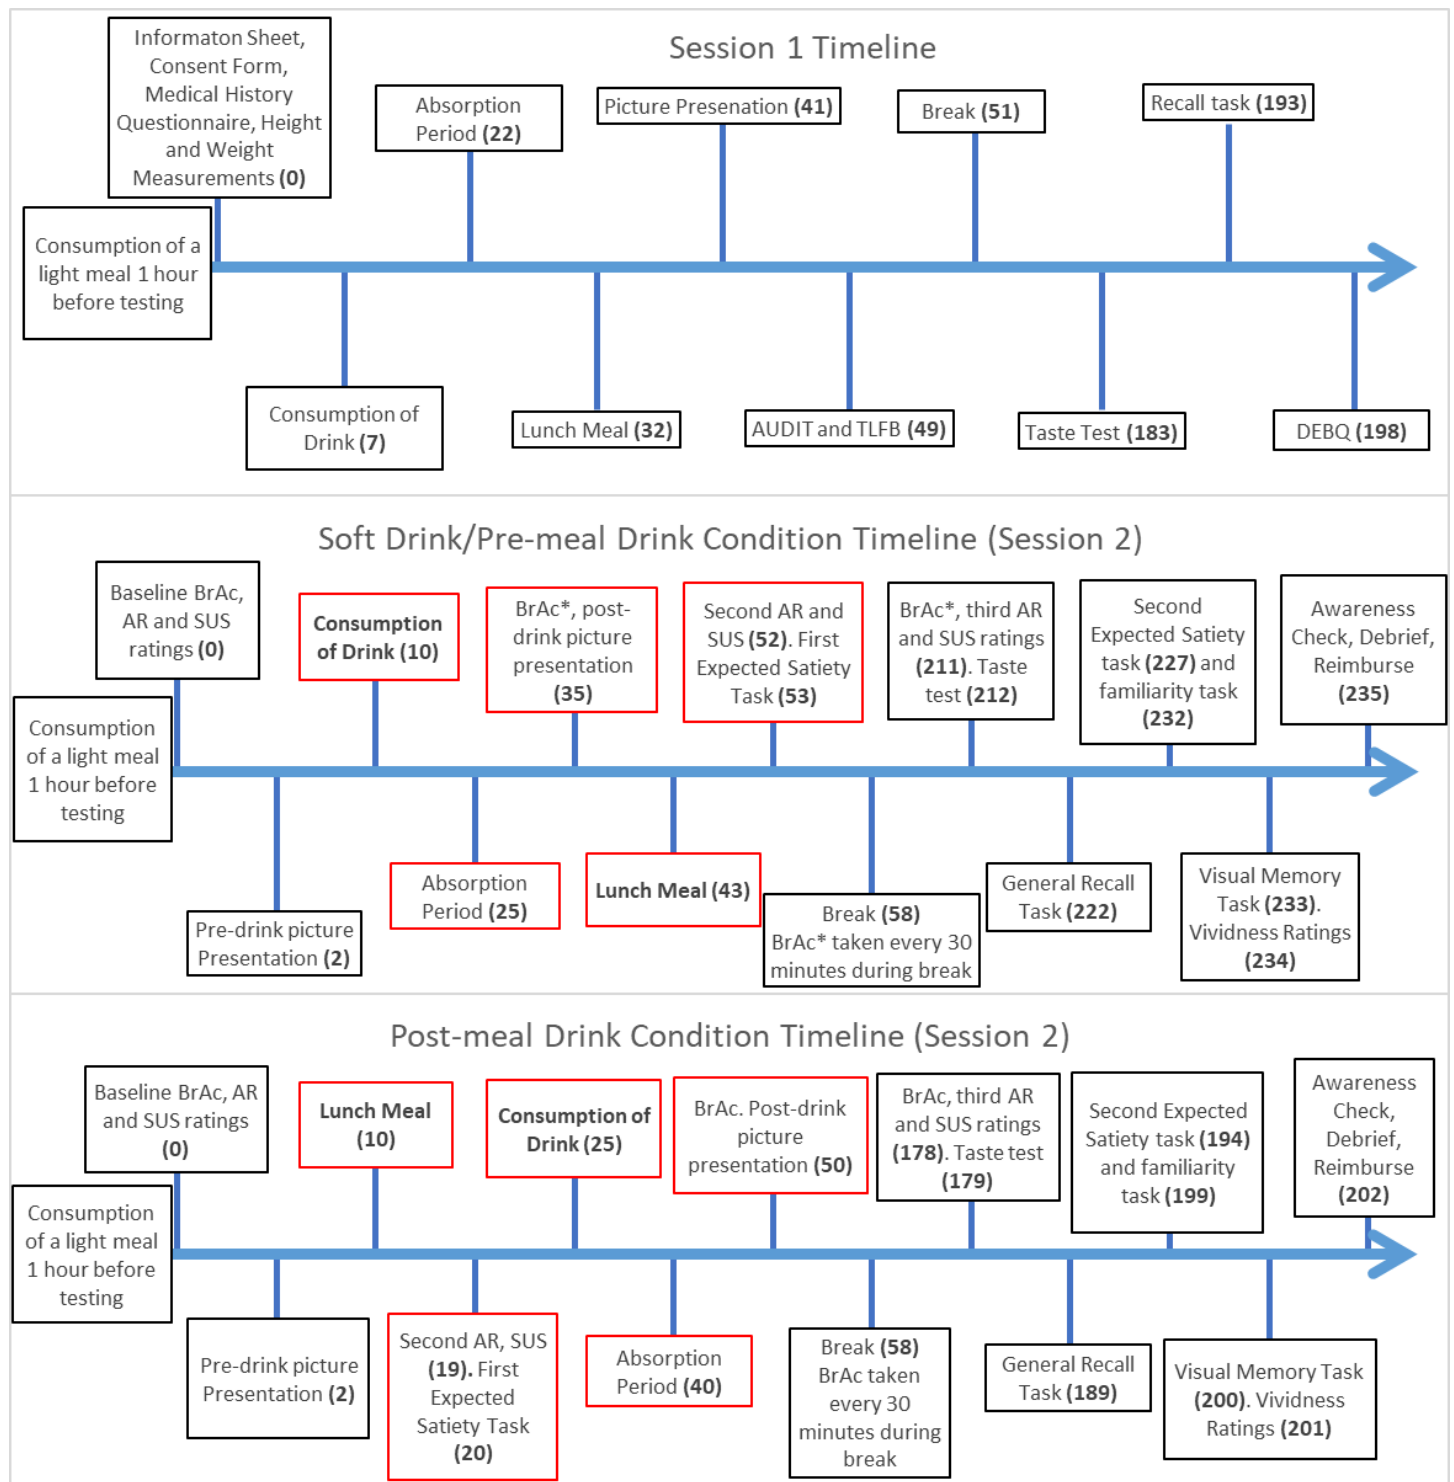 Session 1 Timeline
Informaton Sheet,
Consent Form,
Medical History
Questionnaire, Height
and Weight
Measurements (0)
Absorption
Period (22)
Picture Presenation (41)
Break (51)
Recall task (193)
Consumption of a
light meal 1 hour
before testing
Consumption of
Drink (7)
Lunch Meal (32)
AUDIT and TLFB (49)
Taste Test (183)
DEBQ (198)
Soft Drink/Pre-meal Drink Condition Timeline (Session 2)
Baseline BrAc,
AR and SUS
ratings (0)
Consumption
of Drink (10)
BrAc*, post-
drink picture
presentation
(35)
Second AR and
SUS (52). First
Expected Satiety
Task (53)
BrAc*, third AR
and SUS ratings
(211). Taste
test (212)
Second
Expected Satiety
task (227) and
familiarity task
(232)
Awareness
Check, Debrief,
Reimburse
(235)
Consumption
of a light meal
1 hour before
testing
Pre-drink picture
Presentation (2)
Absorption
Period (25)
Lunch Meal (43)
Break (58)
BrAc* taken every 30
minutes during break
General Recall
Task (222)
Visual Memory
Task (233).
Vividness Ratings
(234)
Post-meal Drink Condition Timeline (Session 2)
Baseline BrAc, AR
and SUS ratings
(0)
Lunch Meal
(10)
Consumption of
Drink (25)
BrAc. Post-drink
picture
presentation (50)
BrAc, third AR
and SUS ratings
(178). Taste test
(179)
Second Expected
Satiety task (194)
and familiarity
task (199)
Awareness
Check,
Debrief,
Reimburse
(202)
Consumption
of a light meal
1 hour before
testing
Pre-drink picture
Presentation (2)
Second AR, SUS
(19). First
Expected
Satiety Task
(20)
Absorption
Period (40)
Break (58)
BrAc taken
every 30
minutes during
break
General Recall
Task (189)
Visual Memory Task
(200). Vividness
Ratings (201)